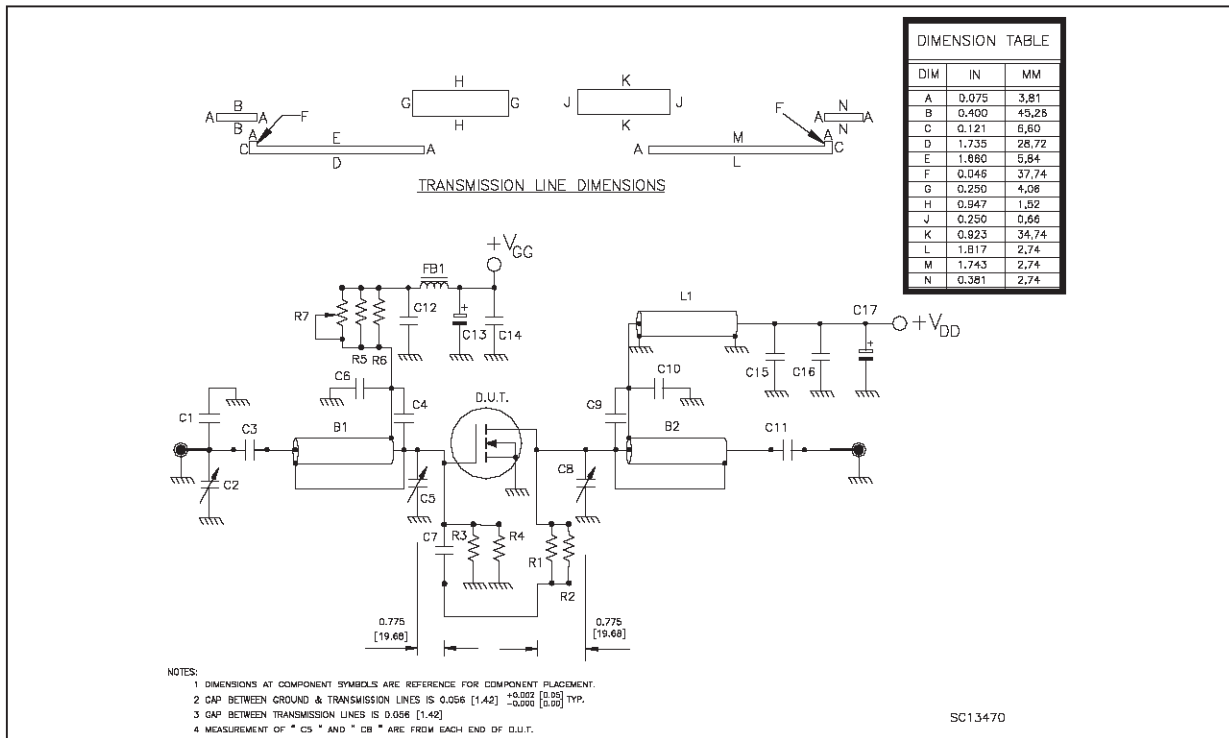 DIMENSION TABLE
DIM IN MM
A 0.075 3,81
B 0.400 45,26
C 0.121 6,60
D 1.735 28,72
E 1.860 5,64
F 0.046 37,74
G 0.250 4,06
H 0.947 1,52
J 0.250 0,66
K 0.923 34,74
L 1.817 2,74
M 1.743 2,74
N 0.381 2,74
H
G G
H
K
J J
K
B
A A
B
F
A
E
C A
D
F
N
A A
N
A
M
A C
L
TRANSMISSION LINE DIMENSIONS
+VGG
FB1
R7
R5 R6
C12
C13
C14
L1
C17
+VDD
C15
C16
C6
C4
C10
C9
D.U.T.
C1
C3
B1
B2
C11
C2
C5
C8
C7
R3
R4
R1
R2
0.775
[19.68]
0.775
[19.68]
NOTES:
1 DIMENSIONS AT COMPONENT SYMBOLS ARE REFERENCE FOR COMPONENT PLACEMENT.
2 GAP BETWEEN GROUND & TRANSMISSION LINES IS 0.056 [1.42] +0.002 [0.05] -0.000 [0.00] TYP.
3 GAP BETWEEN TRANSMISSION LINES IS 0.056 [1.42]
4 MEASUREMENT OF " C5 " AND " C8 " ARE FROM EACH END OF D.U.T.
SC13470